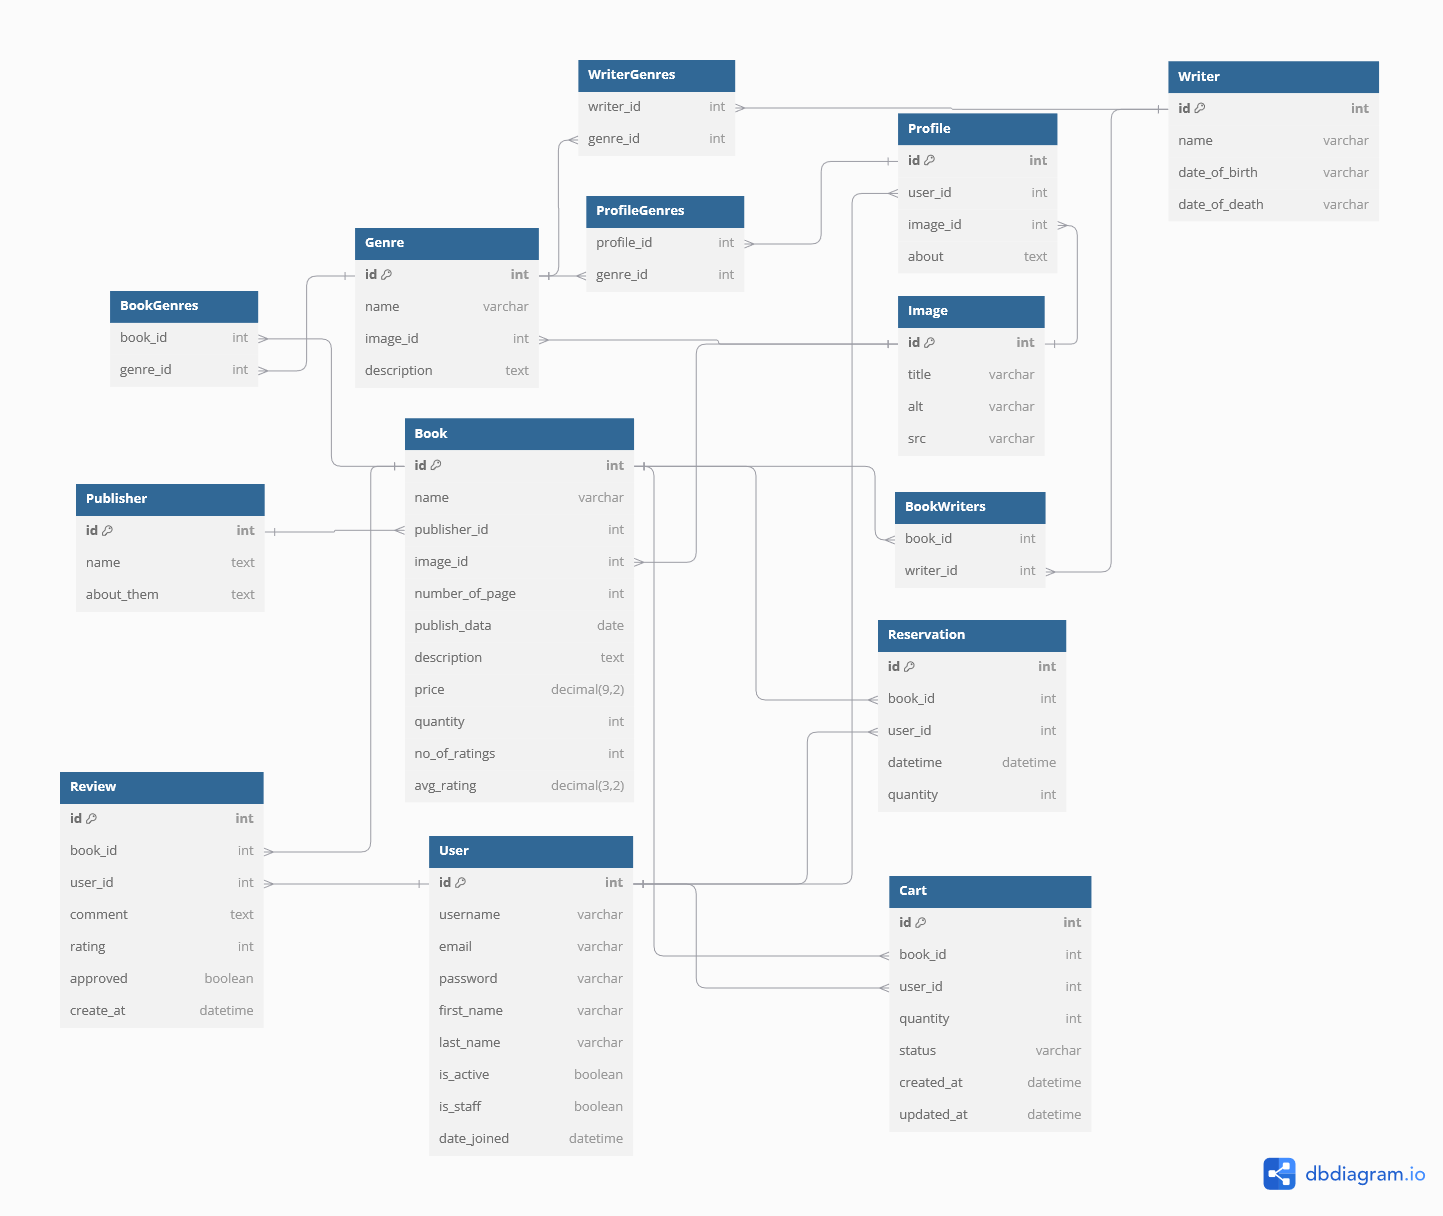 WriterGenres
writer_id int
genre_id int
Writer
id int
name varchar
date_of_birth varchar
date_of_death varchar
Profile
id int
user_id int
image_id int
about text
ProfileGenres
profile_id int
genre_id int
Genre
id int
name varchar
image_id int
description text
BookGenres
book_id int
genre_id int
Image
id int
title varchar
alt varchar
src varchar
Book
id int
name varchar
publisher_id int
image_id int
number_of_page int
publish_data date
description text
price decimal(9,2)
quantity int
no_of_ratings int
avg_rating decimal(3,2)
Publisher
id int
name text
about_them text
BookWriters
book_id int
writer_id int
Reservation
id int
book_id int
user_id int
datetime datetime
quantity int
Review
id int
book_id int
user_id int
comment text
rating int
approved boolean
create_at datetime
User
id int
username varchar
email varchar
password varchar
first_name varchar
last_name varchar
is_active boolean
is_staff boolean
date_joined datetime
Cart
id int
book_id int
user_id int
quantity int
status varchar
created_at datetime
updated_at datetime
dbdiagram.io